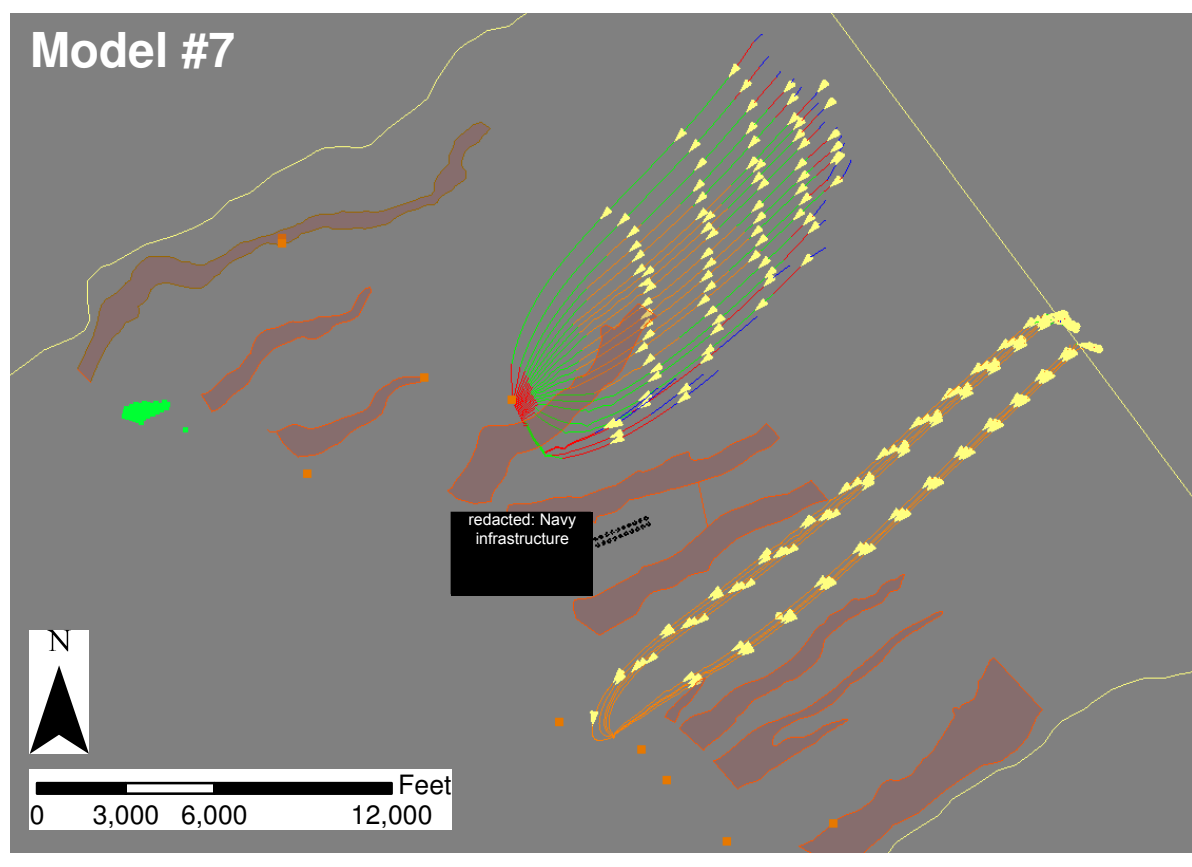 Model #7
redacted: Navy
infrastructure
N
Feet
0 3,000 6,000 12,000